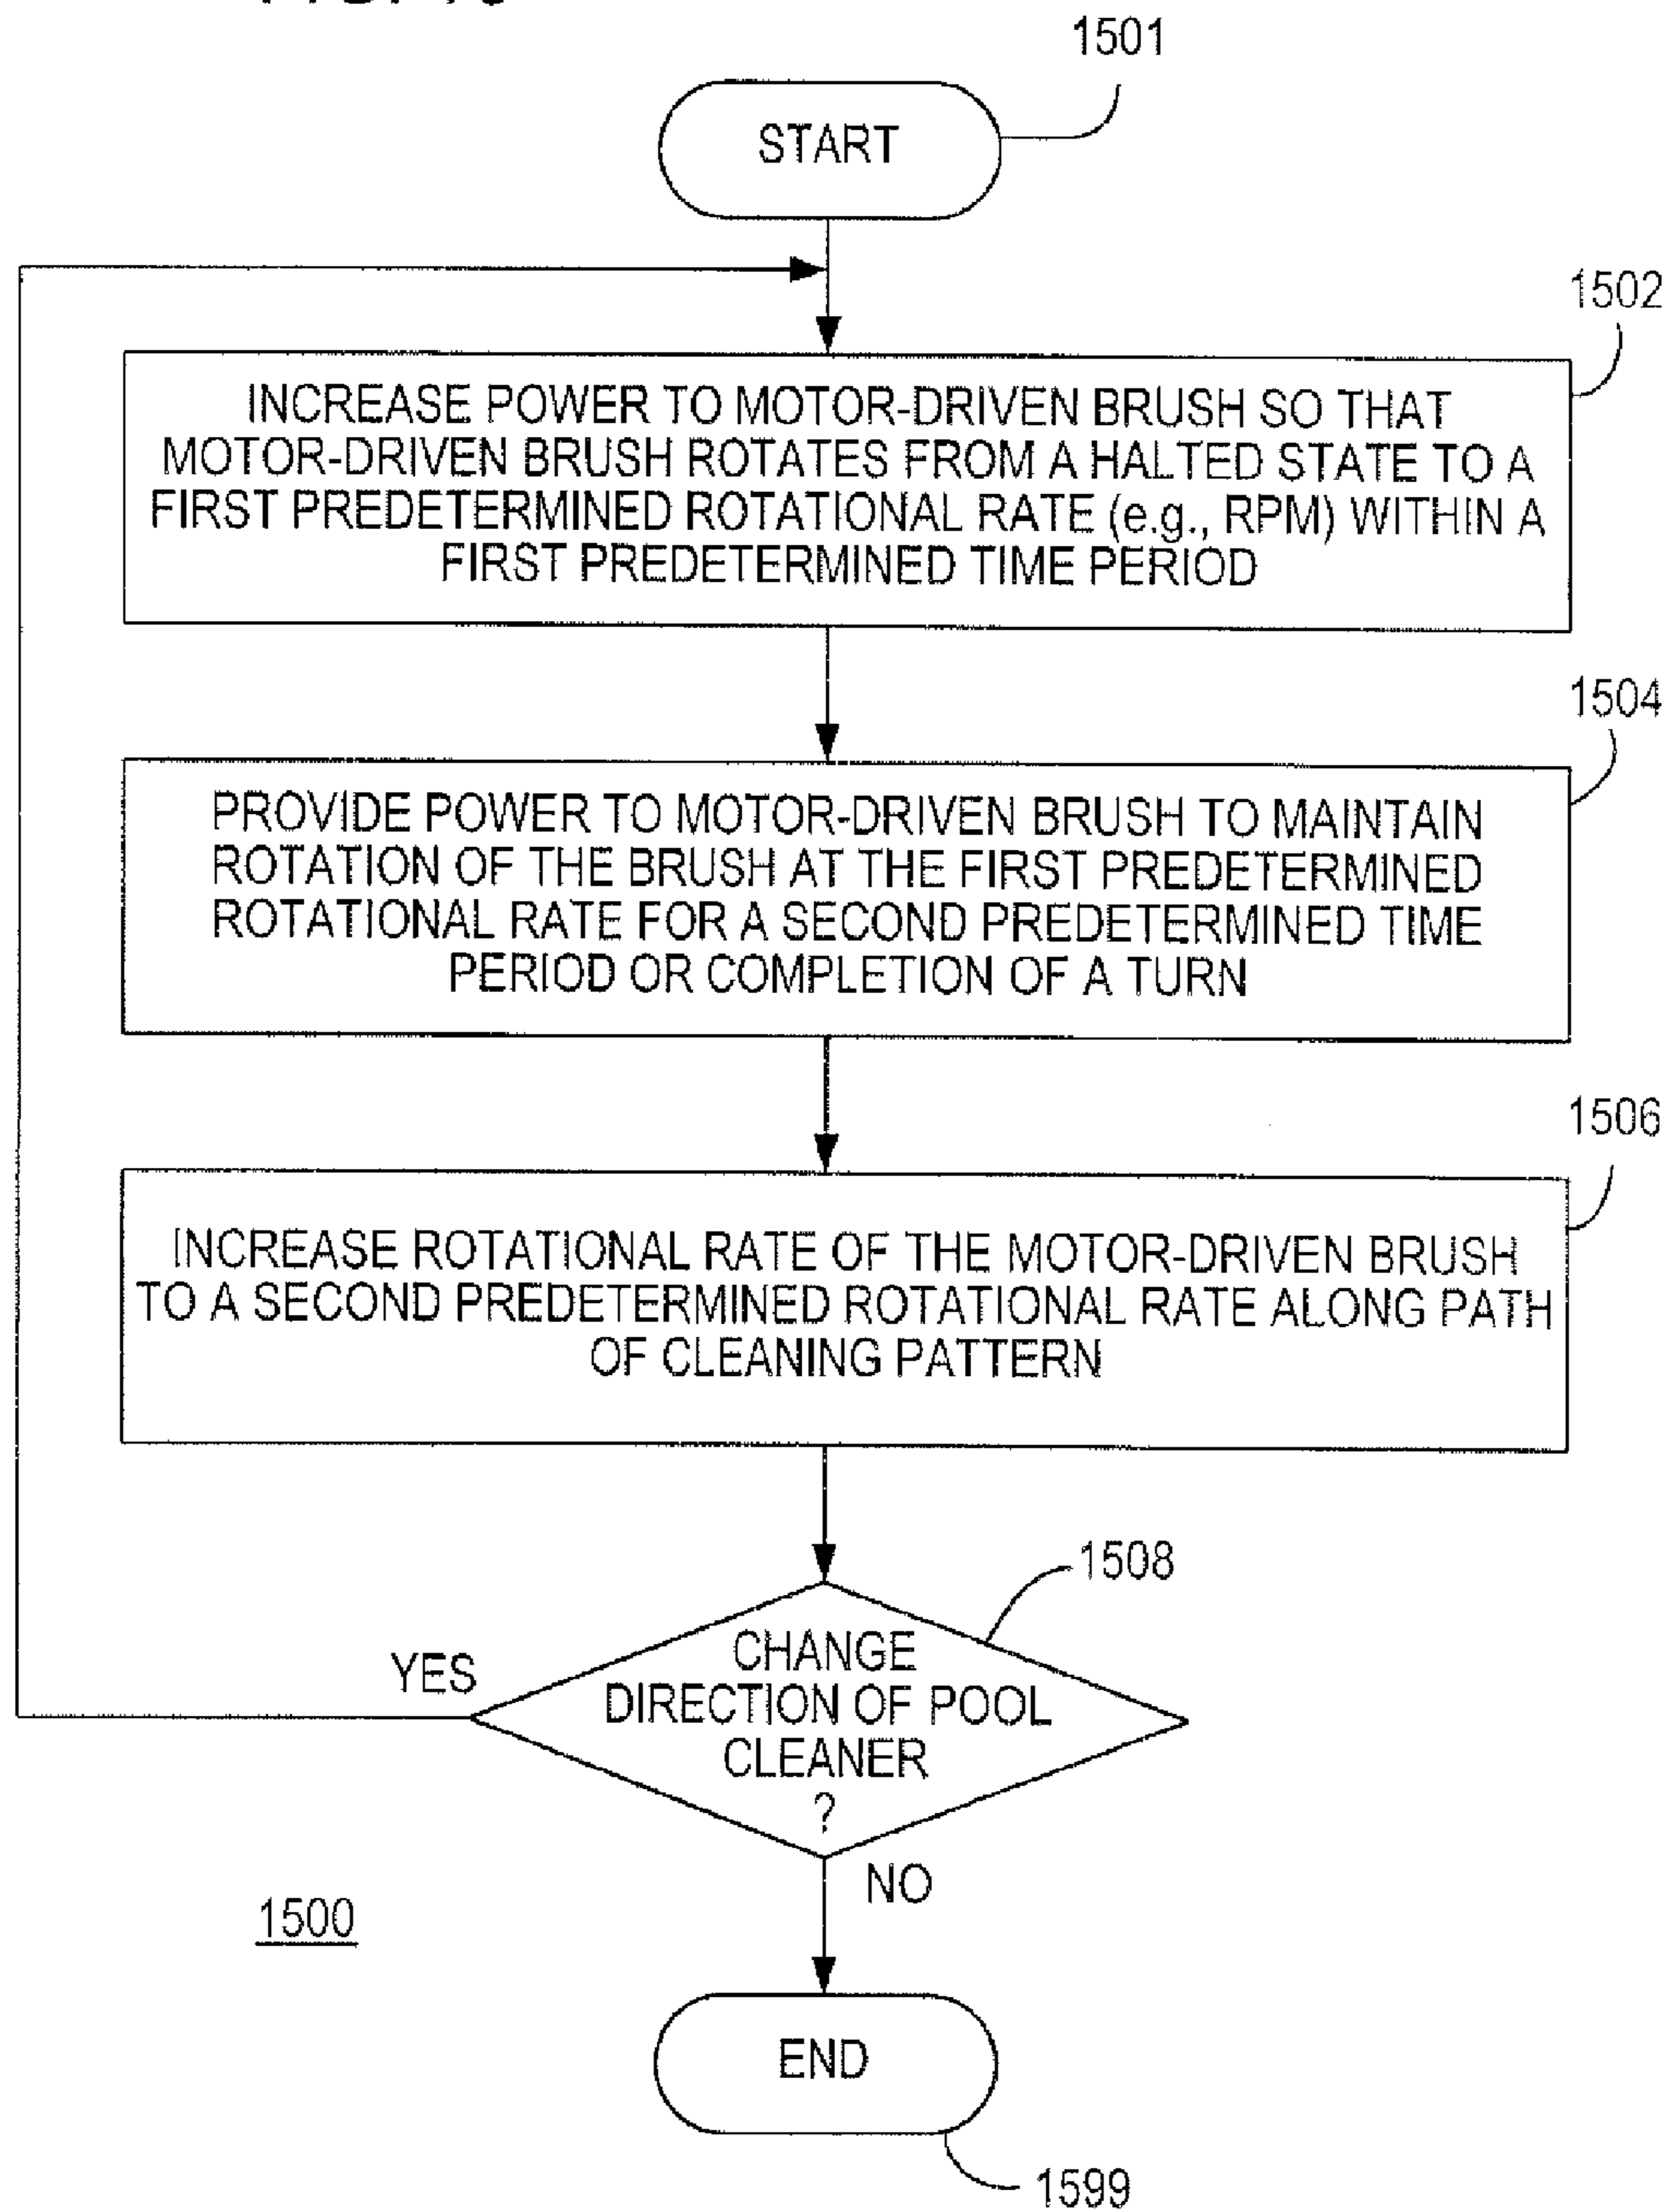 1501
START
1502
INCREASE POWER TO MOTOR-DRIVEN BRUSH SO THAT
MOTOR-DRIVEN BRUSH ROTATES FROM A HALTED STATE TO A
FIRST PREDETERMINED ROTATIONAL RATE (e.g., RPM) WITHIN A
FIRST PREDETERMINED TIME PERIOD
1504
PROVIDE POWER TO MOTOR-DRIVEN BRUSH TO MAINTAIN
ROTATION OF THE BRUSH AT THE FIRST PREDETERMINED
ROTATIONAL RATE FOR A SECOND PREDETERMINED TIME
PERIOD OR COMPLETION OF A TURN
1506
INCREASE ROTATIONAL RATE OF THE MOTOR-DRIVEN BRUSH
TO A SECOND PREDETERMINED ROTATIONAL RATE ALONG PATH
OF CLEANING PATTERN
1508
YES
CHANGE
DIRECTION OF POOL
CLEANER
?
NO
1500
END
1599